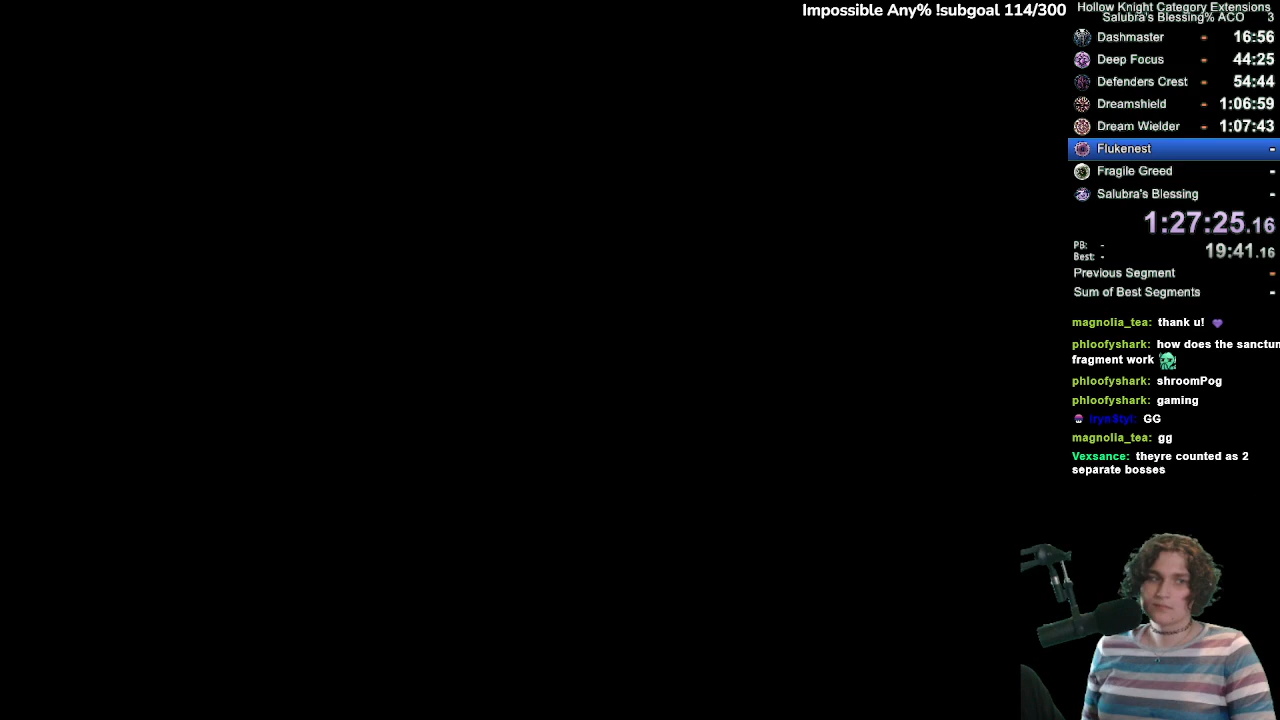 Impossible Any% !subgoal 114/300
Hollow Knight Category Extensions
Salubra's Blessing% ACO 3
Dashmaster - 16:56
Deep Focus - 44:25
Defenders Crest - 54:44
Dreamshield - 1:06:59
Dream Wielder - 1:07:43
Flukenest -
Fragile Greed -
Salubra's Blessing -
1:27:25.16
PB: -
Best: -
19:41.16
Previous Segment -
Sum of Best Segments -
magnolia_tea: thank u!
phloofyshark: how does the sanctum
fragment work
phloofyshark: shroomPog
phloofyshark: gaming
GG
magnolia_tea: gg
Vexsance: theyre counted as 2
separate bosses